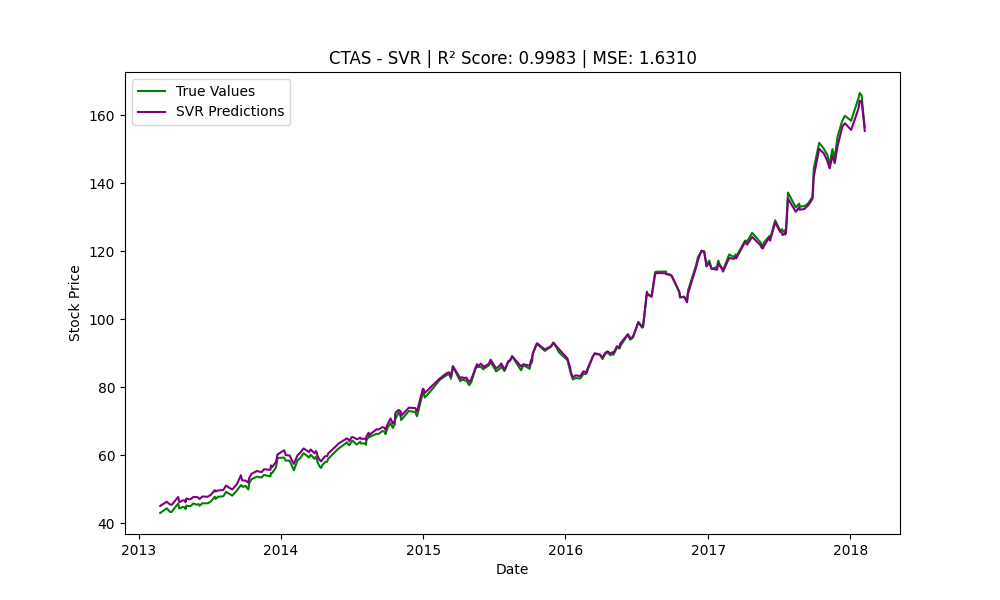 CTAS - SVR | R² Score: 0.9983 | MSE: 1.6310
True Values
SVR Predictions
160
140
120
100
80
60
40
Stock Price
2013 2014 2015 2016 2017 2018
Date